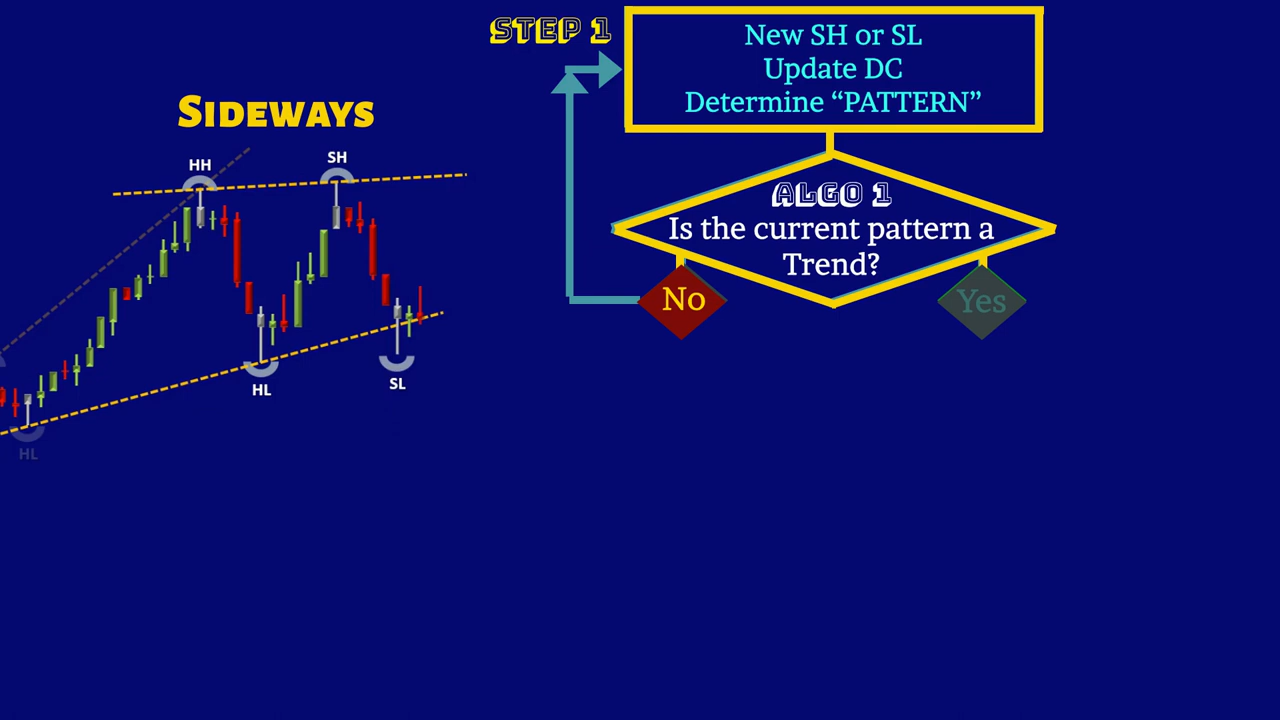 STEP 1
New SH or SL
Update DC
Determine “PATTERN”
SIDEWAYS
HH
SH
HL
SL
HL
ALGO 1
Is the current pattern a
Trend?
No
Yes